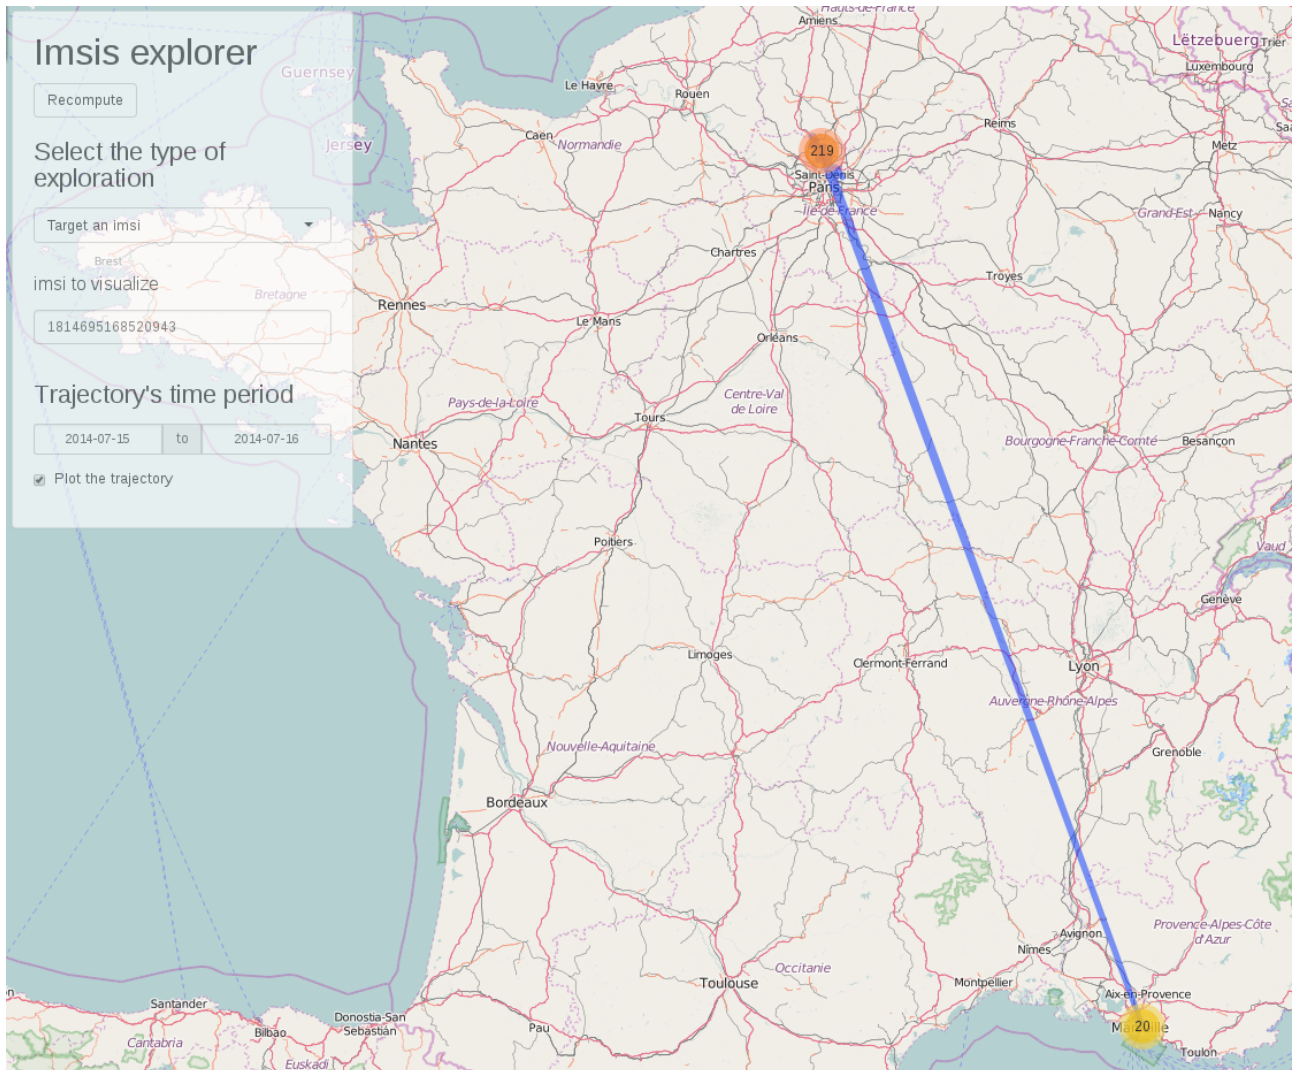 Imsis explorer
Recompute
Select the type of
exploration
Target an imsi
imsi to visualize
1814695168520943
Trajectory's time period
2014-07-15 to 2014-07-16
Plot the trajectory
Hauts-de-France
Amiens
Lëtzebuerg
Trier
Luxembourg
Guernsey
Le Havre
Rouen
Reims
Caen
Normandie
Jersey
Metz
219
Saint-Denis
Paris
Île-de-France
Grand-Est
Nancy
Chartres
Troyes
Brest
Bretagne
Rennes
Le Mans
Orléans
Centre-Val
de Loire
Pays-de-la-Loire
Tours
Nantes
Bourgogne-Franche-Comté
Besançon
Poitiers
Vaud
Genève
Limoges
Clermont-Ferrand
Lyon
Auvergne-Rhône-Alpes
Nouvelle-Aquitaine
Grenoble
Bordeaux
Avignon
Provence-Alpes-Côte
d'Azur
Nîmes
Occitanie
Toulouse
Montpellier
Aix-en-Provence
20
Toulon
Santander
Donostia-San
Sebastián
Bilbao
Pau
Cantabria
Euskadi